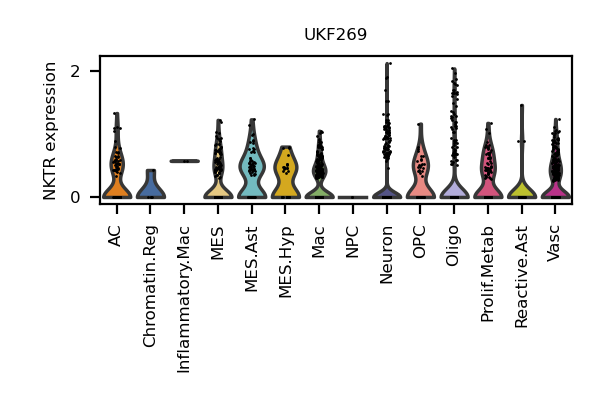 UKF269
NKTR expression
2
0
AC
Chromatin.Reg
Inflammatory.Mac
MES
MES.Ast
MES.Hyp
Mac
NPC
Neuron
OPC
Oligo
Prolif.Metab
Reactive.Ast
Vasc